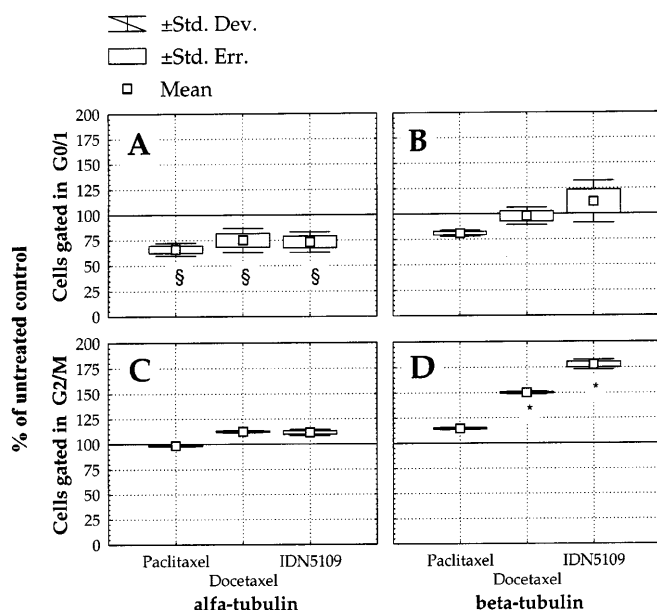 ±Std. Dev.
±Std. Err.
Mean
% of untreated control
Cells gated in G0/1
200
175
150
125
100
75
50
25
0
A
§ § §
B
Cells gated in G2/M
200
175
150
125
100
75
50
25
0
C
D
*
*
Paclitaxel IDN5109 Paclitaxel IDN5109
Docetaxel Docetaxel
alfa-tubulin beta-tubulin